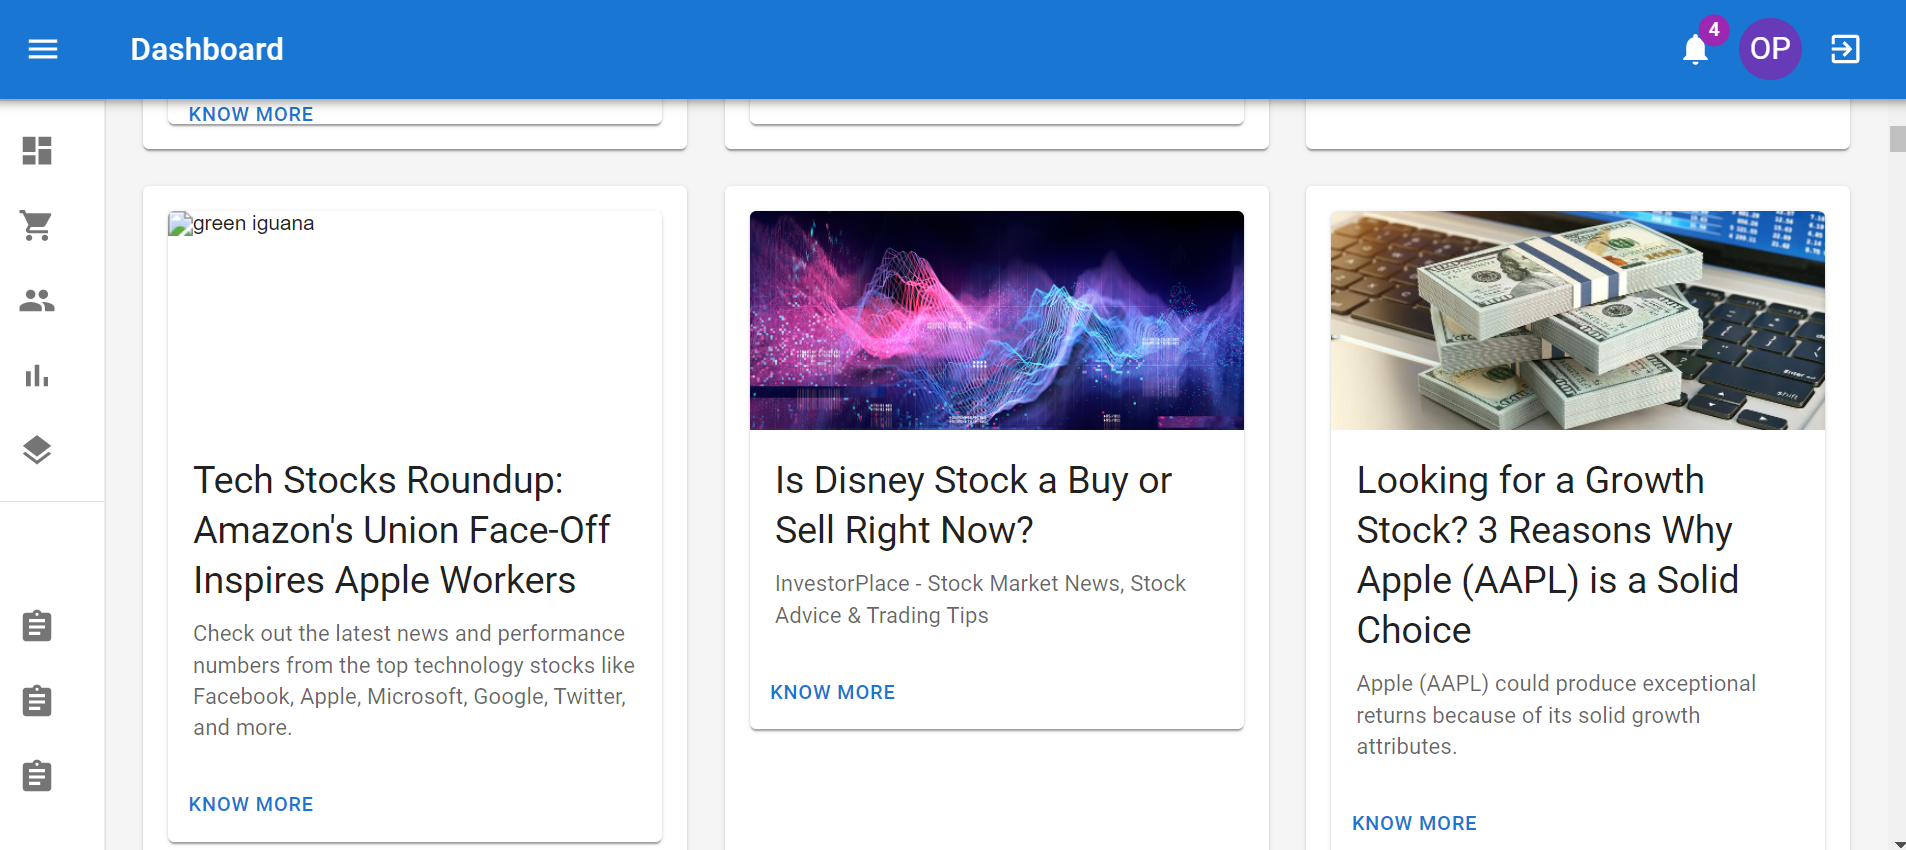 Dashboard
4
OP
KNOW MORE
green iguana
Tech Stocks Roundup:
Amazon's Union Face-Off
Inspires Apple Workers
Check out the latest news and performance
numbers from the top technology stocks like
Facebook, Apple, Microsoft, Google, Twitter,
and more.
KNOW MORE
Is Disney Stock a Buy or
Sell Right Now?
InvestorPlace - Stock Market News, Stock
Advice & Trading Tips
KNOW MORE
Looking for a Growth
Stock? 3 Reasons Why
Apple (AAPL) is a Solid
Choice
Apple (AAPL) could produce exceptional
returns because of its solid growth
attributes.
KNOW MORE